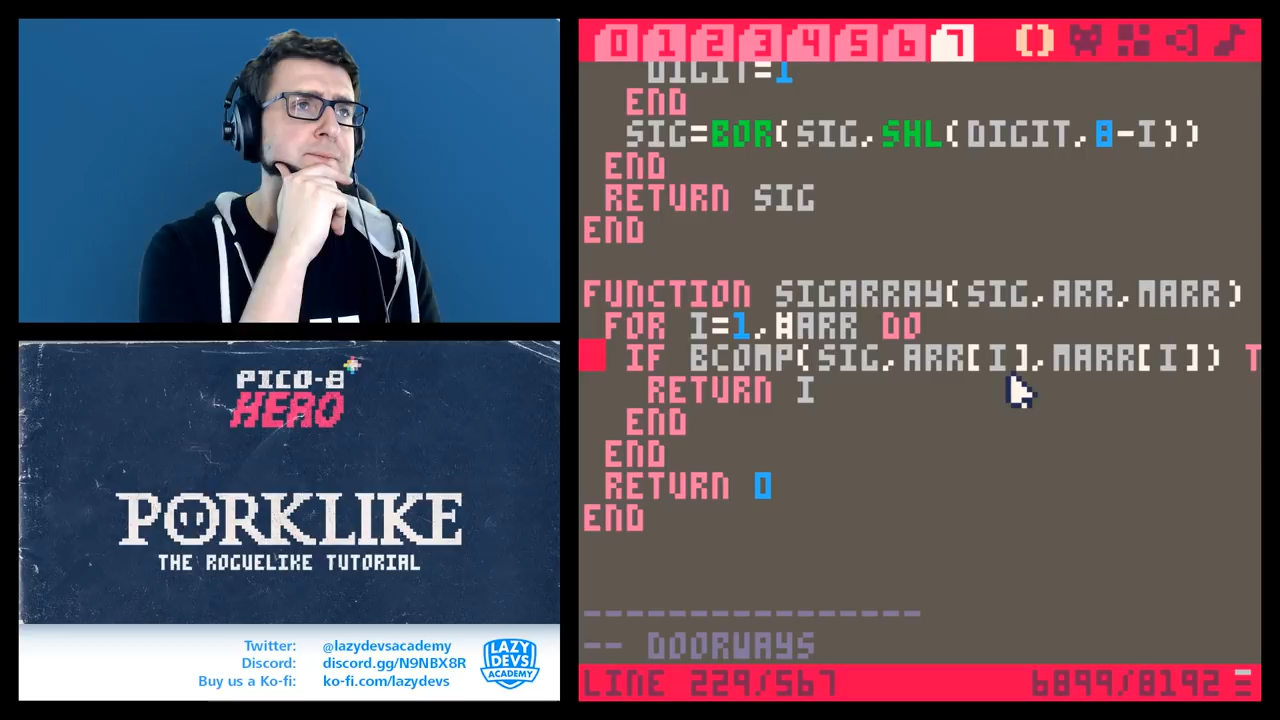 0 1 2 3 4 5 6 7
DIGIT=1
END
SIG=BOR(SIG,SHL(DIGIT,8-I))
END
RETURN SIG
END
FUNCTION SIGARRAY(SIG,ARR,MARR)
FOR I=1,#ARR DO
IF BCOMP(SIG,ARR[I],MARR[I]) T
RETURN I
END
END
RETURN 0
END
----------------
-- DOORWAYS
LINE 229/567
6899/8192
PICO-8
HERO
PORKLIKE
THE ROGUELIKE TUTORIAL
Twitter: @lazydevsacademy
Discord: discord.gg/N9NBX8R
Buy us a Ko-fi: ko-fi.com/lazydevs
LAZY
DEVS
ACADEMY